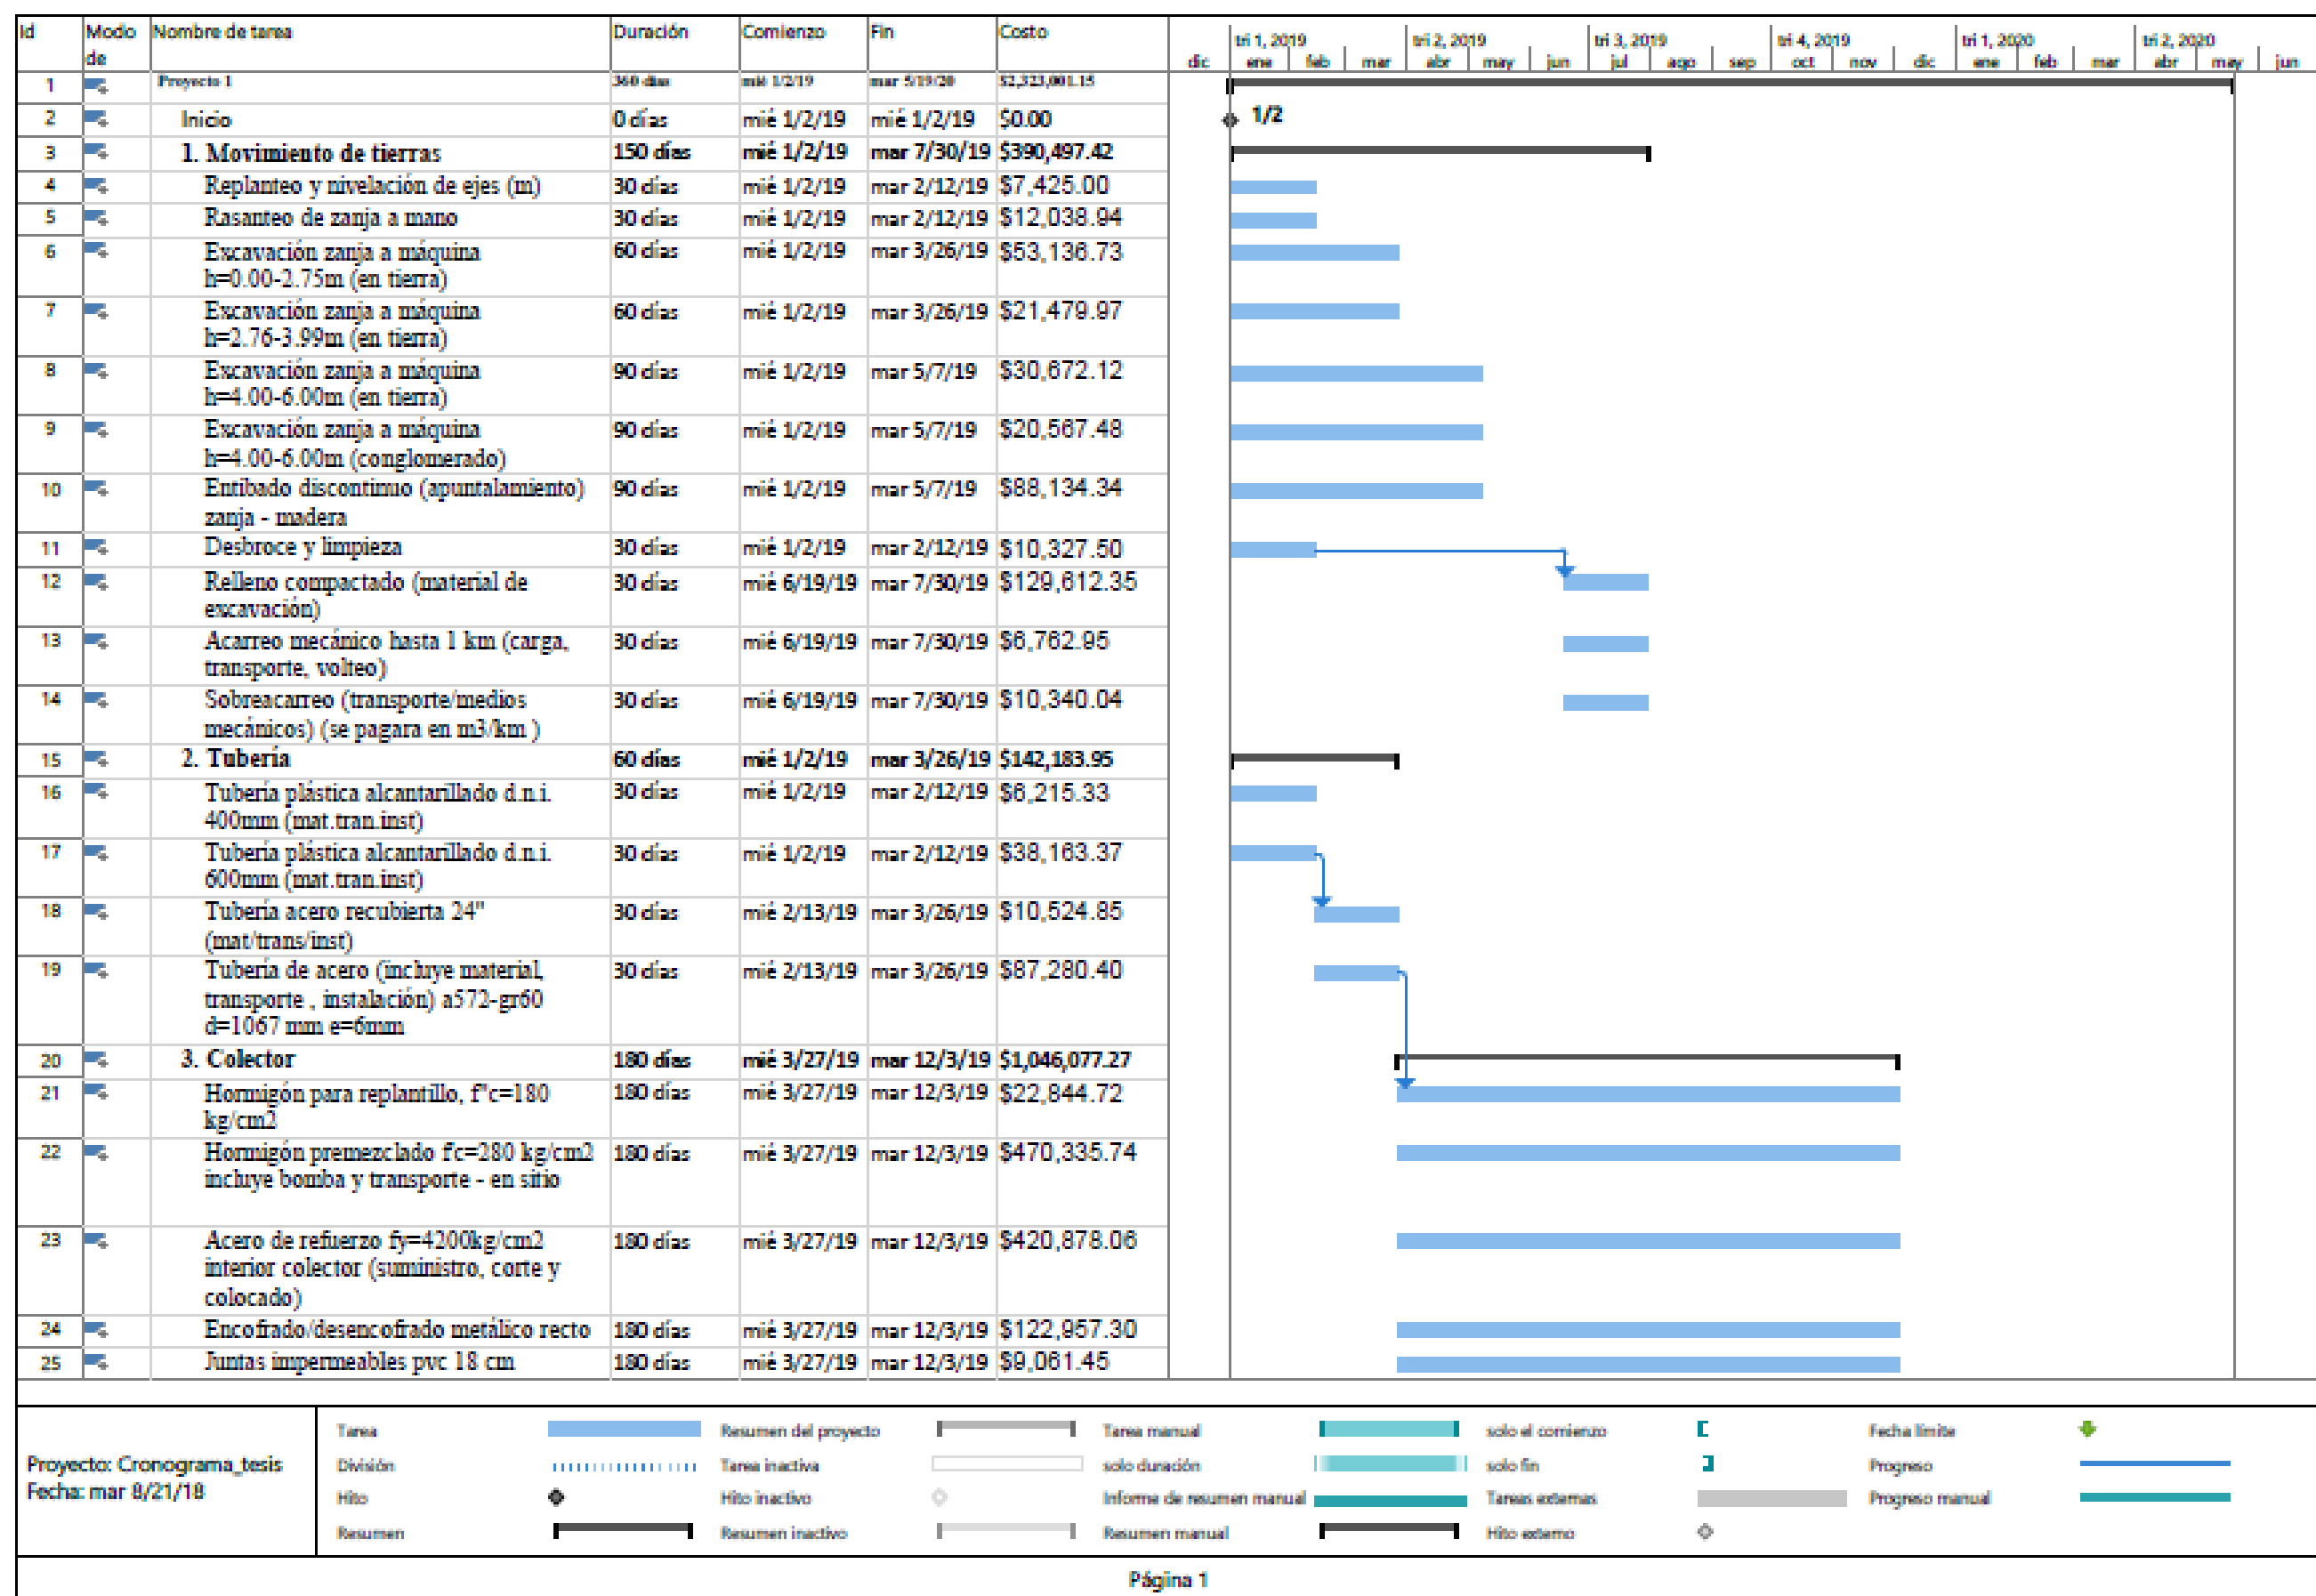 Id Modo de Nombre de tarea Duración Comienzo Fin Costo
tri 1, 2019 tri 2, 2019 tri 3, 2019 tri 4, 2019 tri 1, 2020 tri 2, 2020
dic ene feb mar abr may jun jul ago sep oct nov dic ene feb mar abr may jun
1 Proyecto 1 360 días mié 1/2/19 mar 5/19/20 $2,323,001.15
2 Inicio 0 días mié 1/2/19 mié 1/2/19 $0.00 1/2
3 1. Movimiento de tierras 150 días mié 1/2/19 mar 7/30/19 $390,497.42
4 Replanteo y nivelación de ejes (m) 30 días mié 1/2/19 mar 2/12/19 $7,425.00
5 Rasanteo de zanja a mano 30 días mié 1/2/19 mar 2/12/19 $12,038.94
6 Excavación zanja a máquina 60 días mié 1/2/19 mar 3/26/19 $53,136.73
h=0.00-2.75m (en tierra)
7 Excavación zanja a máquina 60 días mié 1/2/19 mar 3/26/19 $21,479.97
h=2.76-3.99m (en tierra)
8 Excavación zanja a máquina 90 días mié 1/2/19 mar 5/7/19 $30,672.12
h=4.00-6.00m (en tierra)
9 Excavación zanja a máquina 90 días mié 1/2/19 mar 5/7/19 $20,567.48
h=4.00-6.00m (conglomerado)
10 Entibado discontinuo (apuntalamiento) 90 días mié 1/2/19 mar 5/7/19 $88,134.34
zanja - madera
11 Desbroce y limpieza 30 días mié 1/2/19 mar 2/12/19 $10,327.50
12 Relleno compactado (material de 30 días mié 6/19/19 mar 7/30/19 $129,612.35
excavación)
13 Acarreo mecánico hasta 1 km (carga, 30 días mié 6/19/19 mar 7/30/19 $6,762.95
transporte, volteo)
14 Sobreacarreo (transporte/medios 30 días mié 6/19/19 mar 7/30/19 $10,340.04
mecánicos) (se pagara en m3/km )
15 2. Tubería 60 días mié 1/2/19 mar 3/26/19 $142,183.95
16 Tubería plástica alcantarillado d.n.i. 30 días mié 1/2/19 mar 2/12/19 $6,215.33
400mm (mat.tran.inst)
17 Tubería plástica alcantarillado d.n.i. 30 días mié 1/2/19 mar 2/12/19 $38,163.37
600mm (mat.tran.inst)
18 Tubería acero recubierta 24" 30 días mié 2/13/19 mar 3/26/19 $10,524.85
(mat/trans/inst)
19 Tubería de acero (incluye material, 30 días mié 2/13/19 mar 3/26/19 $87,280.40
transporte , instalación) a572-gr60
d=1067 mm e=6mm
20 3. Colector 180 días mié 3/27/19 mar 12/3/19 $1,046,077.27
21 Hormigón para replantillo, f"c=180 180 días mié 3/27/19 mar 12/3/19 $22,844.72
kg/cm2
22 Hormigón premezclado f'c=280 kg/cm2 180 días mié 3/27/19 mar 12/3/19 $470,335.74
incluye bomba y transporte - en sitio
23 Acero de refuerzo fy=4200kg/cm2 180 días mié 3/27/19 mar 12/3/19 $420,878.06
interior colector (suministro, corte y
colocado)
24 Encofrado/desencofrado metálico recto 180 días mié 3/27/19 mar 12/3/19 $122,957.30
25 Juntas impermeables pvc 18 cm 180 días mié 3/27/19 mar 12/3/19 $9,061.45
Proyecto: Cronograma_tesis
Fecha: mar 8/21/18
Tarea Resumen del proyecto Tarea manual solo el comienzo Fecha límite
División Tarea inactiva solo duración solo fin Progreso
Hito Hito inactivo Informe de resumen manual Tareas externas Progreso manual
Resumen Resumen inactivo Resumen manual Hito externo
Página 1